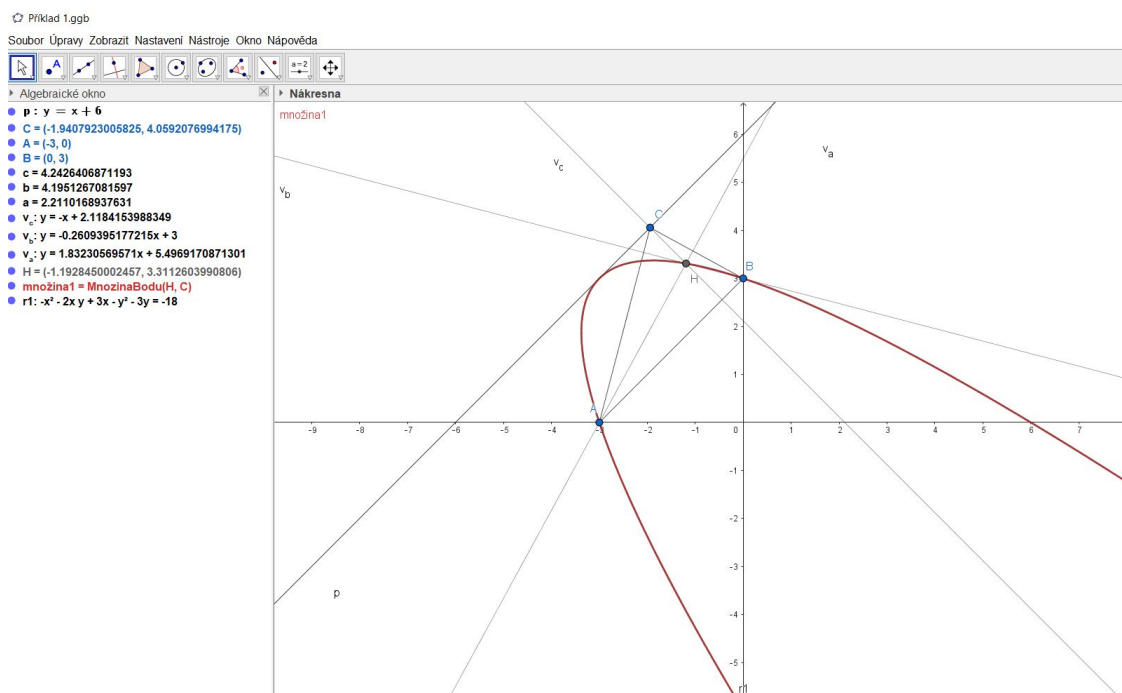 Příklad 1.ggb
Soubor Úpravy Zobrazit Nastavení Nástroje Okno Nápověda
A a=2
Algebraické okno
Nákresna
p : y = x + 6
C = (-1.9407923005825, 4.0592076994175)
A = (-3, 0)
B = (0, 3)
c = 4.2426406871193
b = 4.1951267081597
a = 2.2110168937631
v_c: y = -x + 2.1184153988349
v_b: y = -0.2609395177215x + 3
v_a: y = 1.83230569571x + 5.4969170871301
H = (-1.1928450002457, 3.3112603990806)
množina1 = MnozinaBodu(H, C)
r1: -x² - 2x y + 3x - y² - 3y = -18
množina1
v_c
v_a
v_b
C
B
H
A
p
r1
6
5
4
3
2
1
-9 -8 -7 -6 -5 -4 -3 -2 -1 0 1 2 3 4 5 6 7
-1
-2
-3
-4
-5